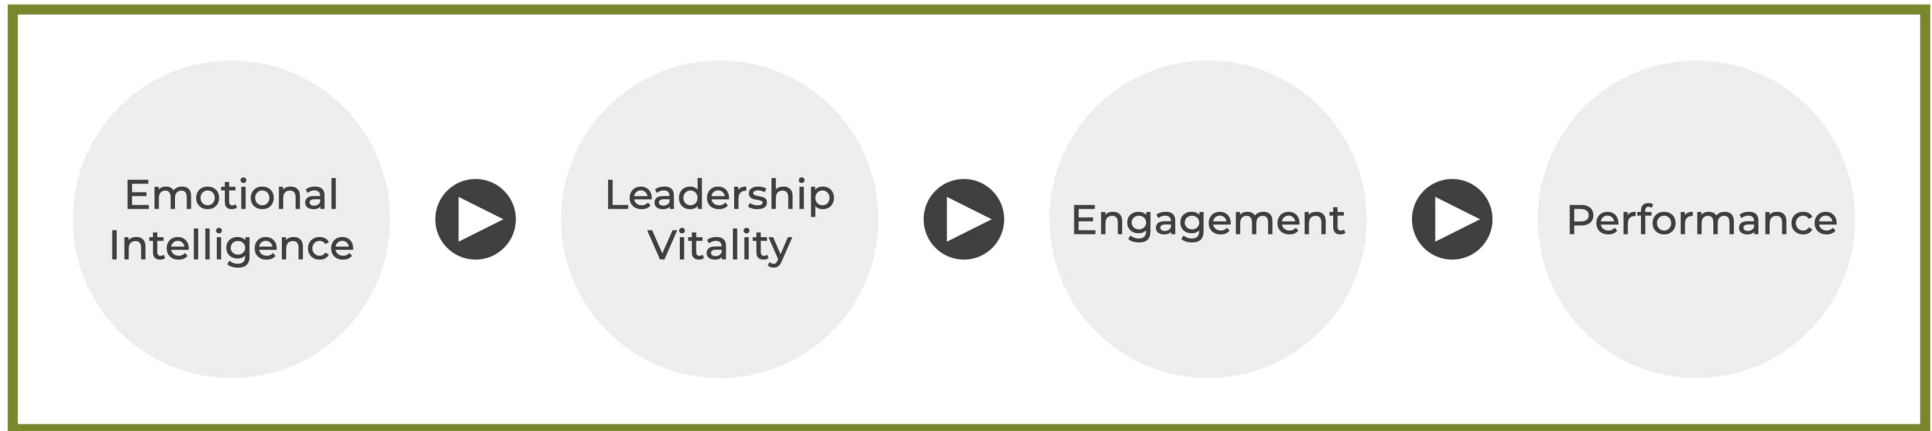 Emotional
Intelligence
Leadership
Vitality
Engagement
Performance